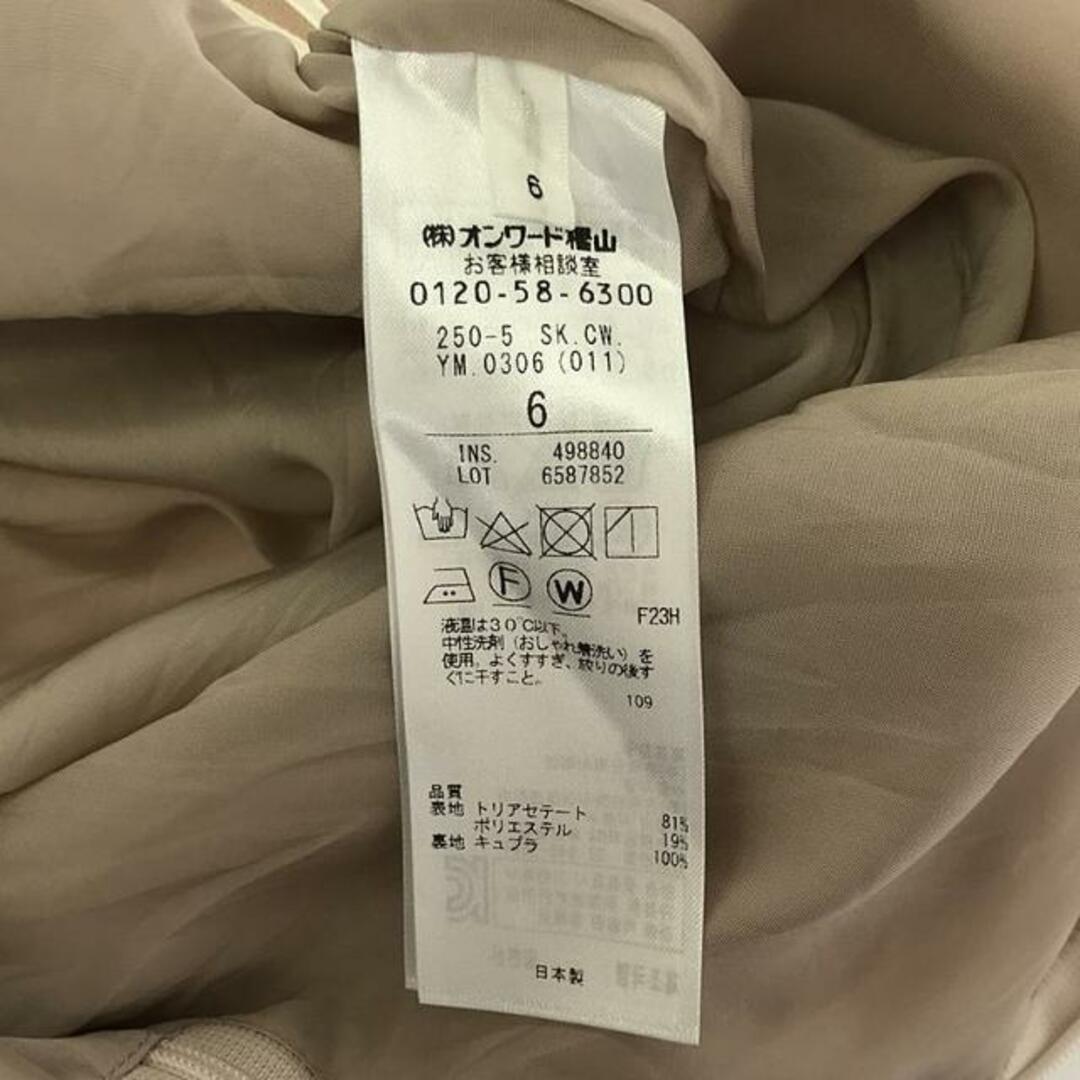 6
(株)オンワード樫山
お客様相談室
0120-58-6300
250-5 SK.CW.
YM.0306(011)
6
INS. 498840
LOT 6587852
F W
F23H
液温は30℃以下。
中性洗剤(おしゃれ着洗い)を
使用。よくすすぎ、絞りの後す
ぐに干すこと。
109
品質
表地 トリアセテート 81%
ポリエステル 19%
裏地 キュプラ 100%
日本製